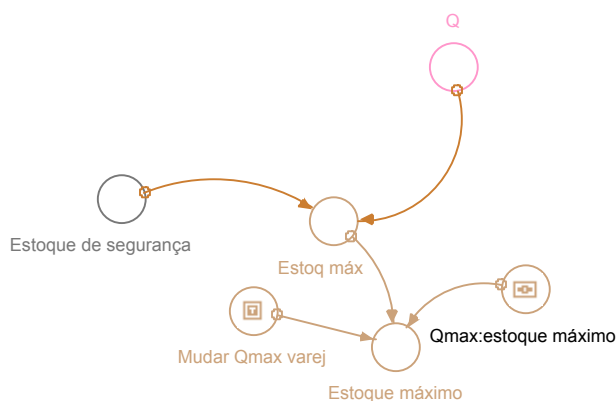 Q
Estoque de segurança
Estoq máx
Qmax:estoque máximo
Mudar Qmax varej
Estoque máximo